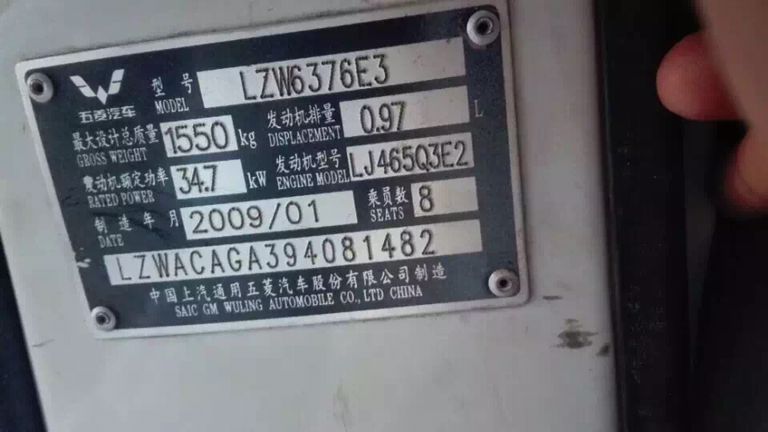 五菱汽车
型号 MODEL LZW6376E3
最大设计总质量 GROSS WEIGHT 1550 kg 发动机排量 DISPLACEMENT 0.97 L
发动机额定功率 RATED POWER 34.7 kW 发动机型号 ENGINE MODEL LJ465Q3E2
制造年月 DATE 2009/01 乘员数 SEATS 8
LZWACAGA394081482
中国上汽通用五菱汽车股份有限公司制造
SAIC GM WULING AUTOMOBILE CO., LTD CHINA